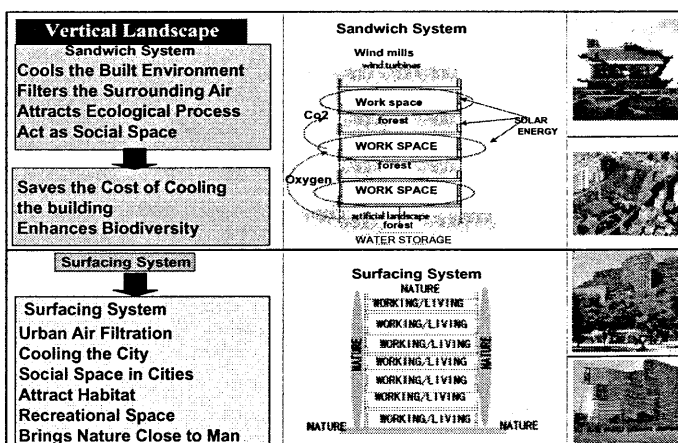 Vertical Landscape
Sandwich System
Cools the Built Environment
Filters the Surrounding Air
Attracts Ecological Process
Act as Social Space
Saves the Cost of Cooling
the building
Enhances Biodiversity
Sandwich System
Wind mills
wind turbines
Work space
Co2
forest
SOLAR
ENERGY
WORK SPACE
forest
Oxygen
WORK SPACE
artificial landscape
forest
WATER STORAGE
Surfacing System
Surfacing System
Urban Air Filtration
Cooling the City
Social Space in Cities
Attract Habitat
Recreational Space
Brings Nature Close to Man
Surfacing System
NATURE
WORKING/LIVING
WORKING/LIVING
WORKING/LIVING
WORKING/LIVING
WORKING/LIVING
WORKING/LIVING
WORKING/LIVING
NATURE
NATURE
NATURE
NATURE